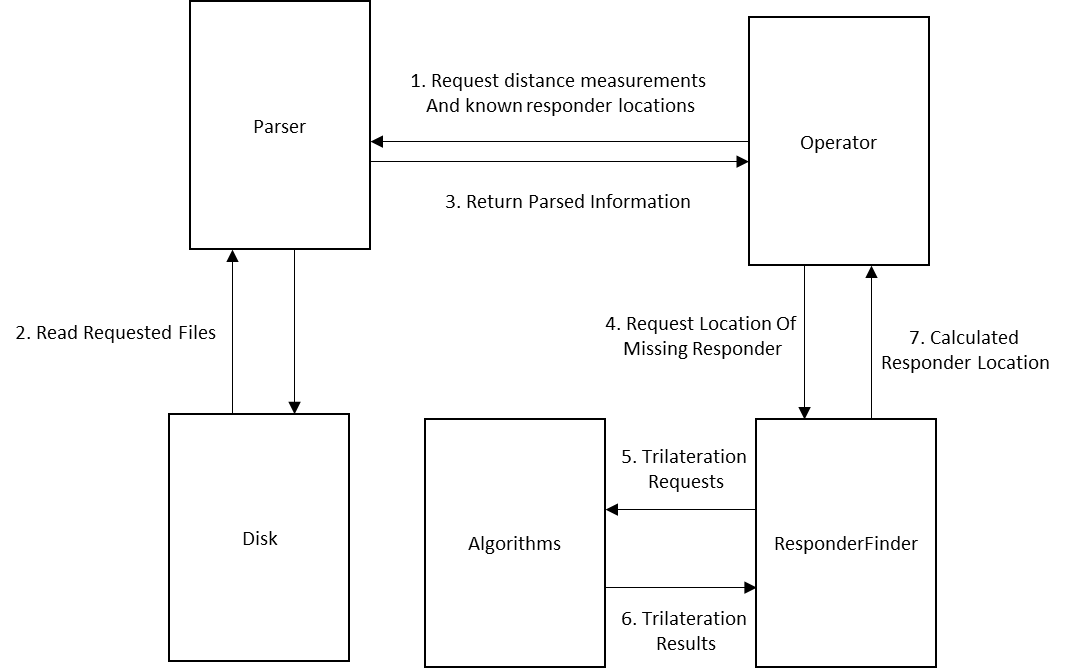 Parser
1. Request distance measurements
And known responder locations
Operator
3. Return Parsed Information
2. Read Requested Files
4. Request Location Of
Missing Responder
7. Calculated
Responder Location
Disk
Algorithms
5. Trilateration
Requests
ResponderFinder
6. Trilateration
Results